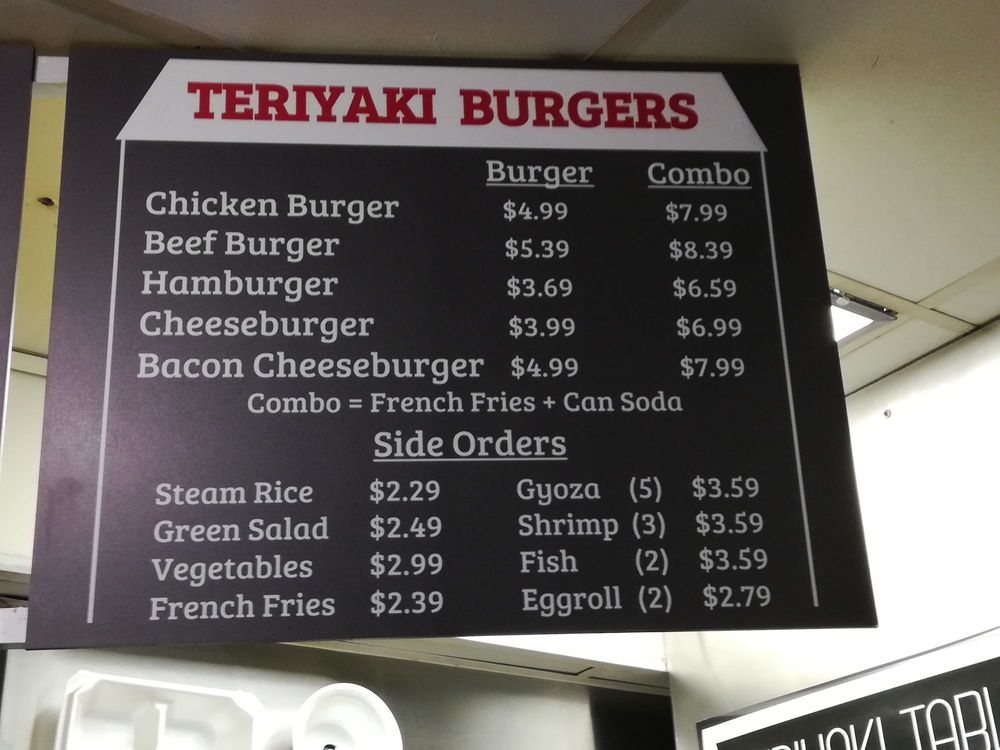 TERIYAKI BURGERS
Burger Combo
Chicken Burger $4.99 $7.99
Beef Burger $5.39 $8.39
Hamburger $3.69 $6.59
Cheeseburger $3.99 $6.99
Bacon Cheeseburger $4.99 $7.99
Combo = French Fries + Can Soda
Side Orders
Steam Rice $2.29 Gyoza (5) $3.59
Green Salad $2.49 Shrimp (3) $3.59
Vegetables $2.99 Fish (2) $3.59
French Fries $2.39 Eggroll (2) $2.79